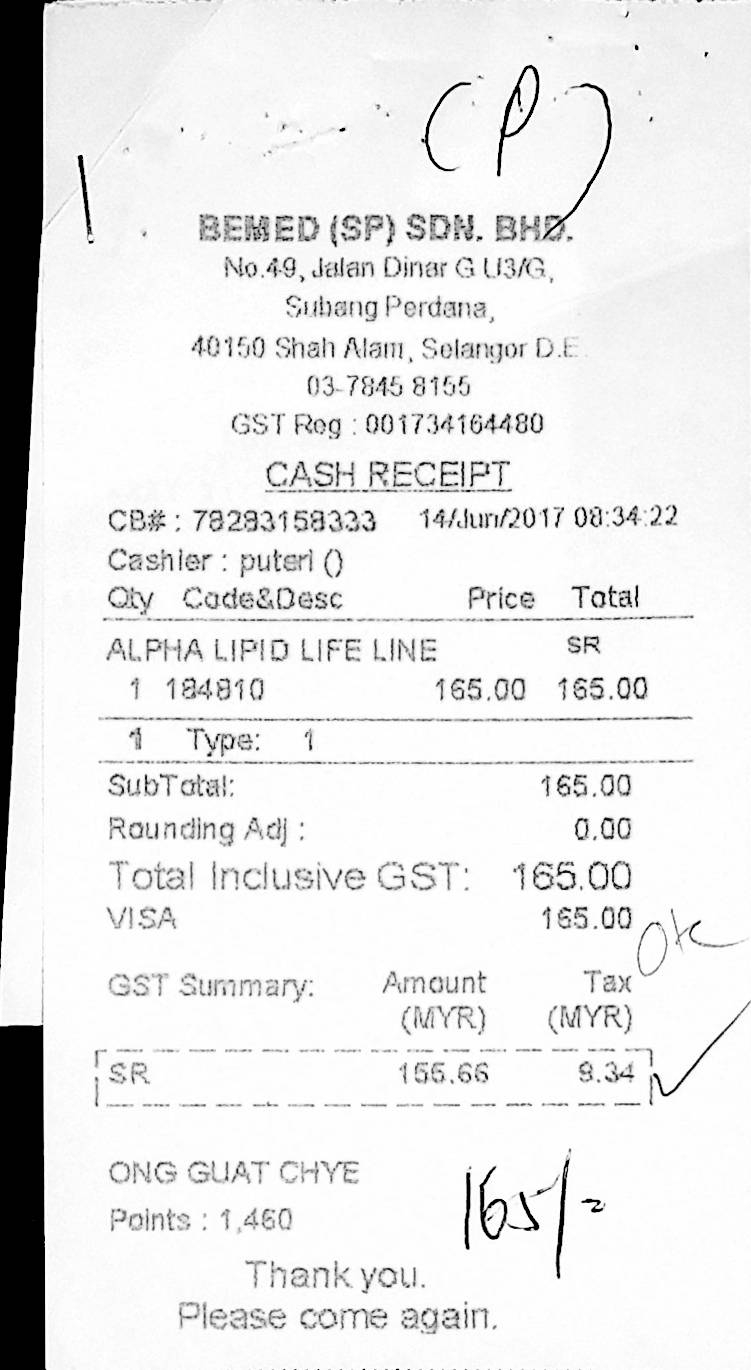 (P)
BEMED (SP) SDN. BHD.
No.49, Jalan Dinar G U3/G,
Subang Perdana,
40150 Shah Alam, Selangor D.E.
03-7845 8155
GST Reg : 001734164480
CASH RECEIPT
CB# : 78283158333 14/Jun/2017 08:34:22
Cashier : puteri ()
Qty Code&Desc Price Total
ALPHA LIPID LIFE LINE SR
1 184810 165.00 165.00
1 Type: 1
SubTotal: 165.00
Rounding Adj : 0.00
Total Inclusive GST: 165.00
VISA 165.00
GST Summary: Amount Tax
(MYR) (MYR)
SR 155.66 9.34
ONG GUAT CHYE
Points : 1,460
165/-
Thank you.
Please come again.